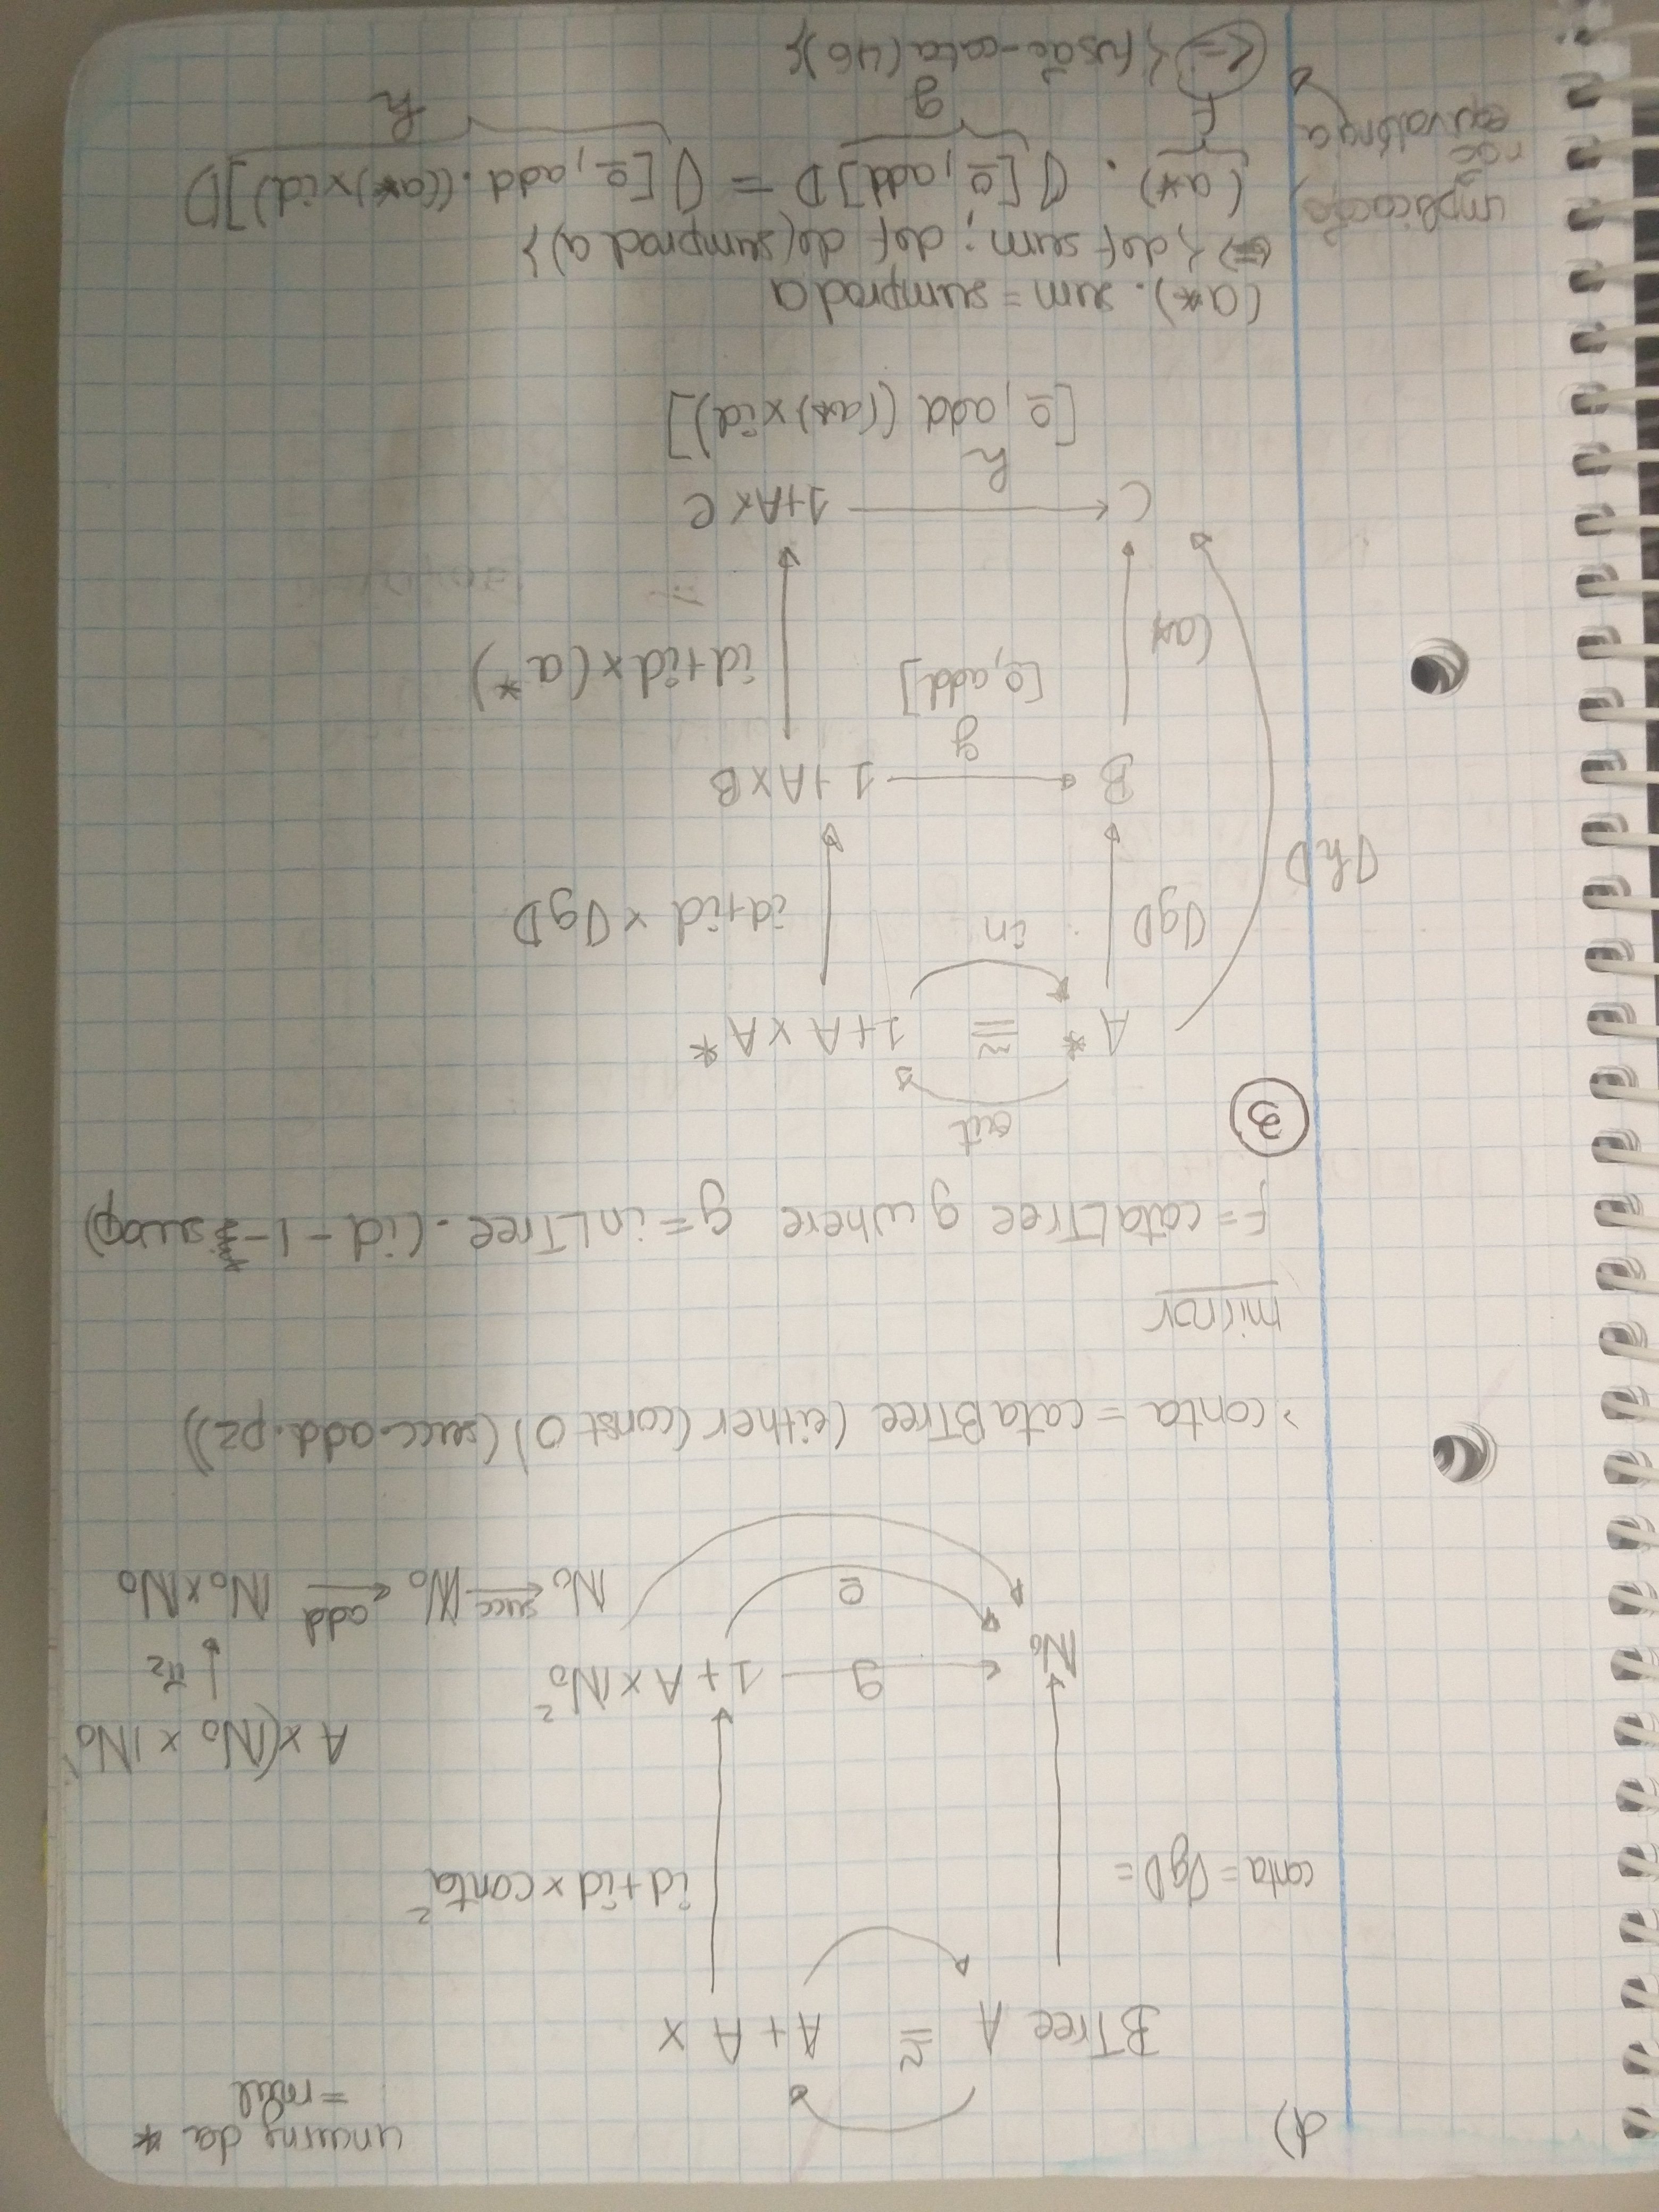 d)
uncurry da *
= mul
BTree A ≅ A + A ×
conta = ⦇g⦈ =
id + id × conta²
A × (ℕ₀ × ℕ₀)
π₂
ℕ₀ g 1 + A × ℕ₀²
0
ℕ₀ succ ℕ₀ add ℕ₀ × ℕ₀
> conta = cataBTree (either (const 0) (succ.add.p2))
mirror
f = cataLTree g where g = inLTree . (id -|- swap)
3
out
A* ≅ 1 + A × A*
in
⦇g⦈
id + id × ⦇g⦈
⦇h⦈
B 1 + A × B
g
[0, add]
(a*
id + id × (a*)
C 1 + A × C
h
[0, add ((a*) × id)]
(a*) . sum = sumprod a
⇔ { def sum ; def de (sumprod a) }
(a*) . ⦇[0, add]⦈ = ⦇[0, add . ((a*) × id)]⦈
f g h
implicação
não
equivalência
<= { fusão-cata (46) }